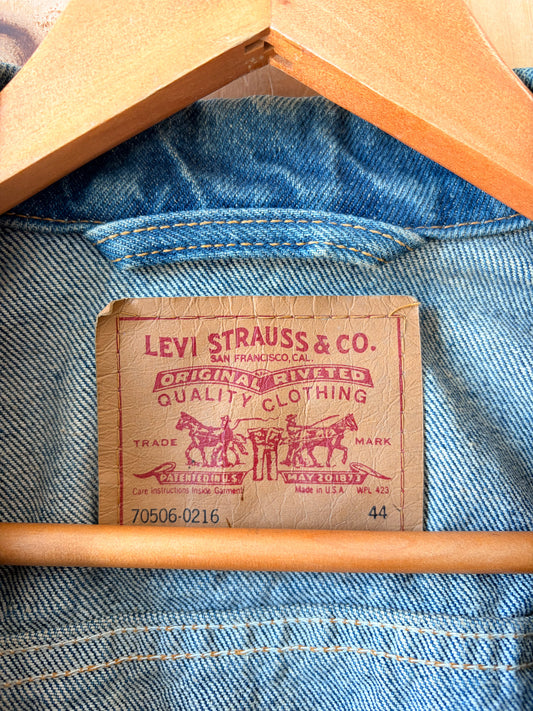 LEVI STRAUSS & CO.
SAN FRANCISCO, CAL.
ORIGINAL RIVETED
QUALITY CLOTHING
TRADE MARK
PATENTED IN U.S. MAY 20 1873
Care Instructions Inside Garment Made in U.S.A. WPL 423
70506-0216 44